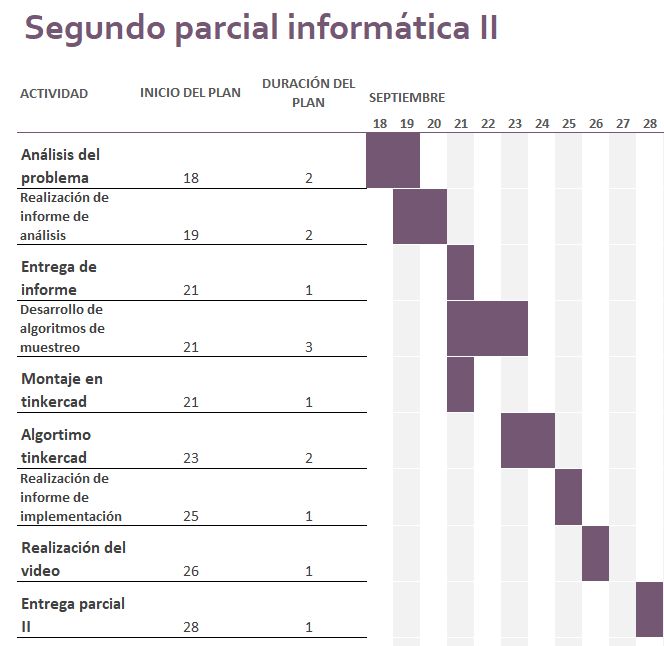 Segundo parcial informática II
ACTIVIDAD
INICIO DEL PLAN
DURACIÓN DEL
PLAN
SEPTIEMBRE
18 19 20 21 22 23 24 25 26 27 28
Análisis del
problema 18 2
Realización de
informe de
análisis 19 2
Entrega de
informe 21 1
Desarrollo de
algoritmos de
muestreo 21 3
Montaje en
tinkercad 21 1
Algortimo
tinkercad 23 2
Realización de
informe de
implementación 25 1
Realización del
video 26 1
Entrega parcial
II 28 1